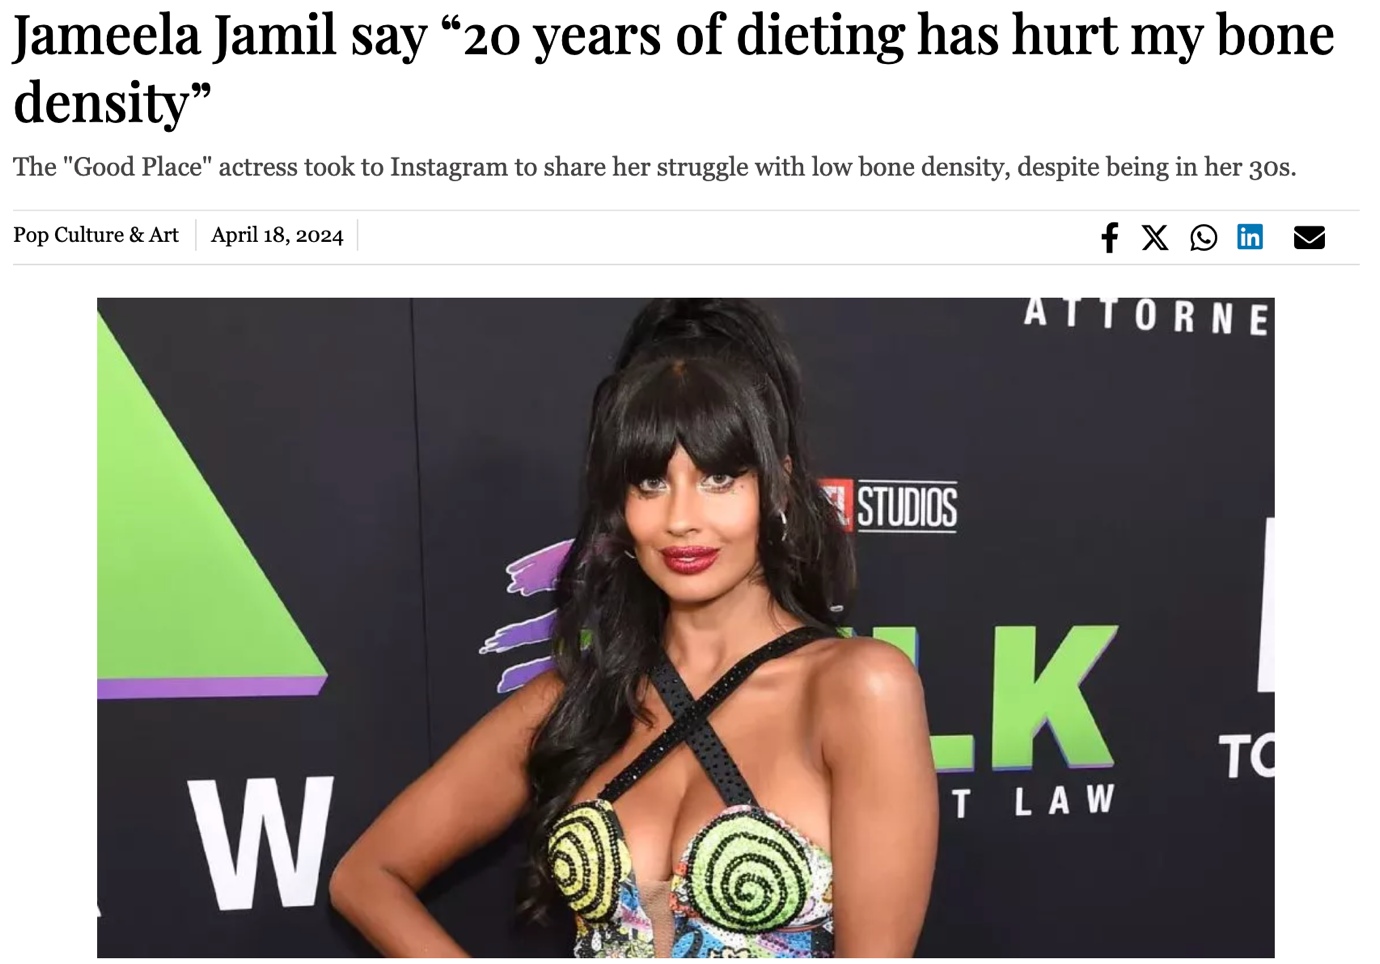 Jameela Jamil say “20 years of dieting has hurt my bone
density”
The "Good Place" actress took to Instagram to share her struggle with low bone density, despite being in her 30s.
Pop Culture & Art
April 18, 2024
in
ATTORNE
STUDIOS
LK
T LAW
W
TO